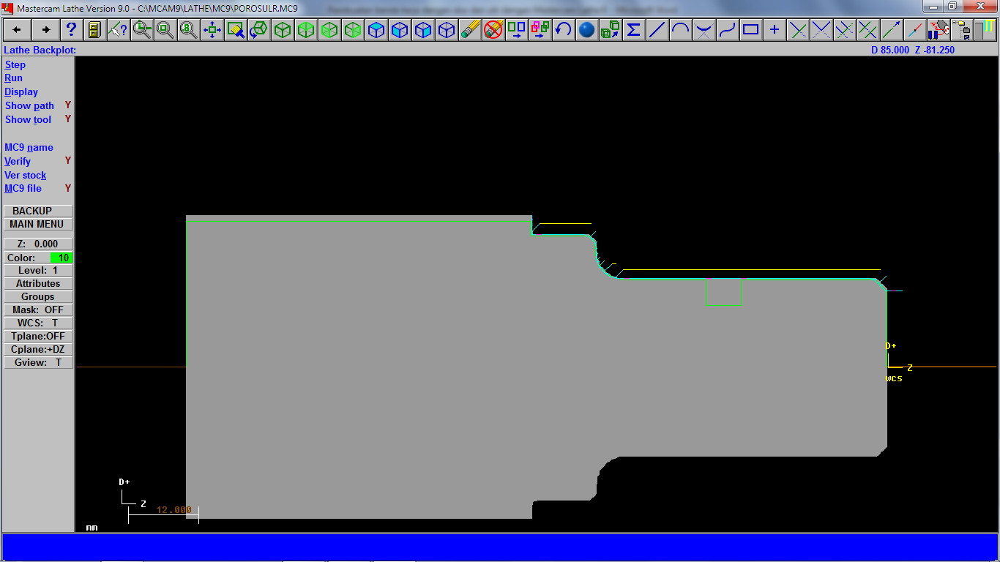 Mastercam Lathe Version 9.0 - C:\MCAM9\LATHE\MC9\POROSULR.MC9
Lathe Backplot:
D 85.000 Z -81.250
Step
Run
Display
Show path Y
Show tool Y
MC9 name
Verify Y
Ver stock
MC9 file Y
BACKUP
MAIN MENU
Z: 0.000
Color: 10
Level: 1
Attributes
Groups
Mask: OFF
WCS: T
Tplane:OFF
Cplane:+DZ
Gview: T
D+
Z
WCS
D+
Z
12.000
mm